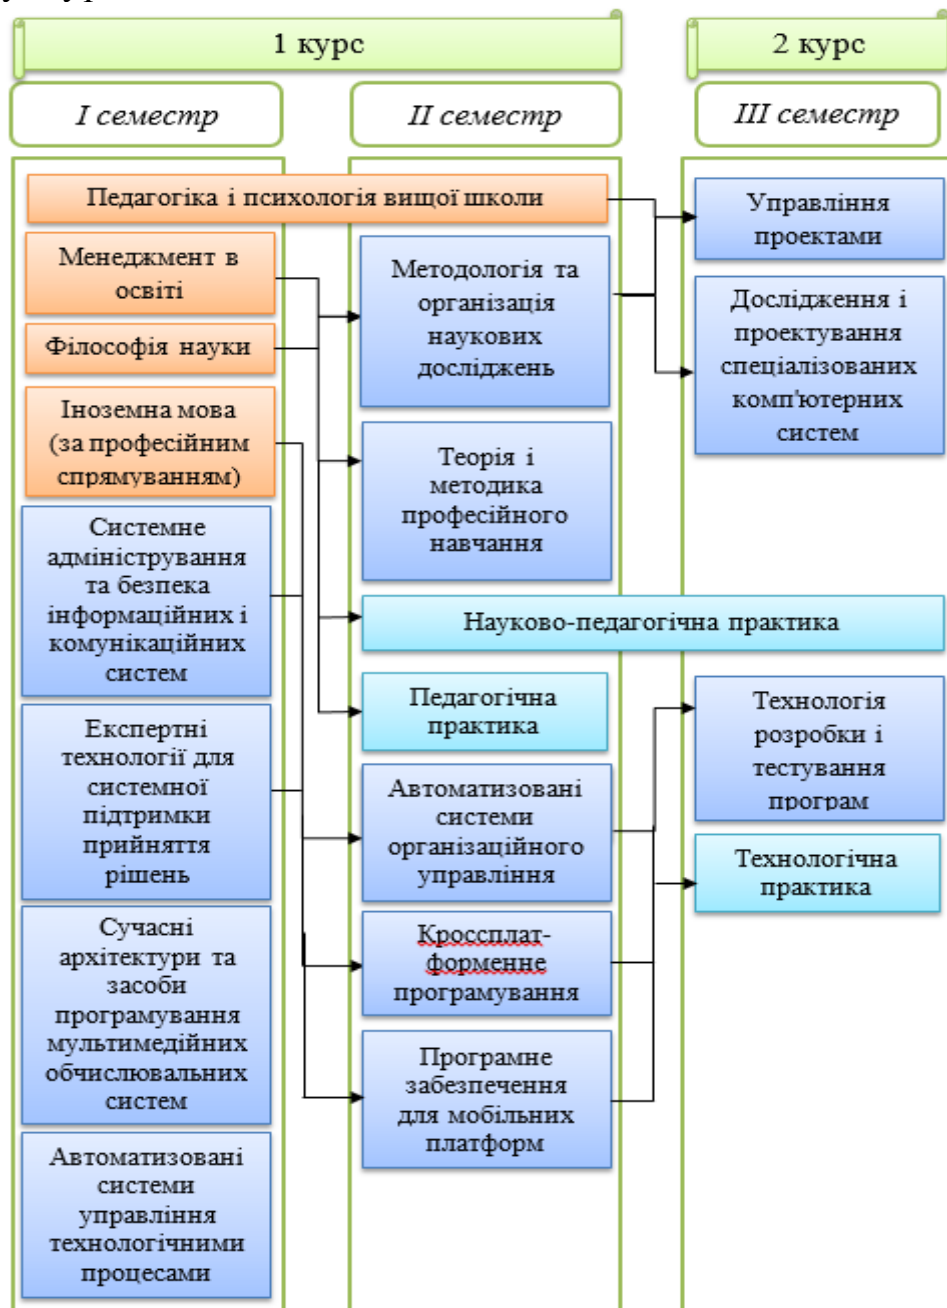 1 курс
2 курс
I семестр
II семестр
III семестр
Педагогіка і психологія вищої школи
Менеджмент в
освіті
Філософія науки
Іноземна мова
(за професійним
спрямуванням)
Системне
адміністрування
та безпека
інформаційних і
комунікаційних
систем
Експертні
технології для
системної
підтримки
прийняття
рішень
Сучасні
архітектури та
засоби
програмування
мультимедійних
обчислювальних
систем
Автоматизовані
системи
управління
технологічними
процесами
Методологія та
організація
наукових
досліджень
Теорія і
методика
професійного
навчання
Науково-педагогічна практика
Педагогічна
практика
Автоматизовані
системи
організаційного
управління
Кроссплат-
форменне
програмування
Програмне
забезпечення
для мобільних
платформ
Управління
проектами
Дослідження і
проектування
спеціалізованих
комп'ютерних
систем
Технологія
розробки і
тестування
програм
Технологічна
практика